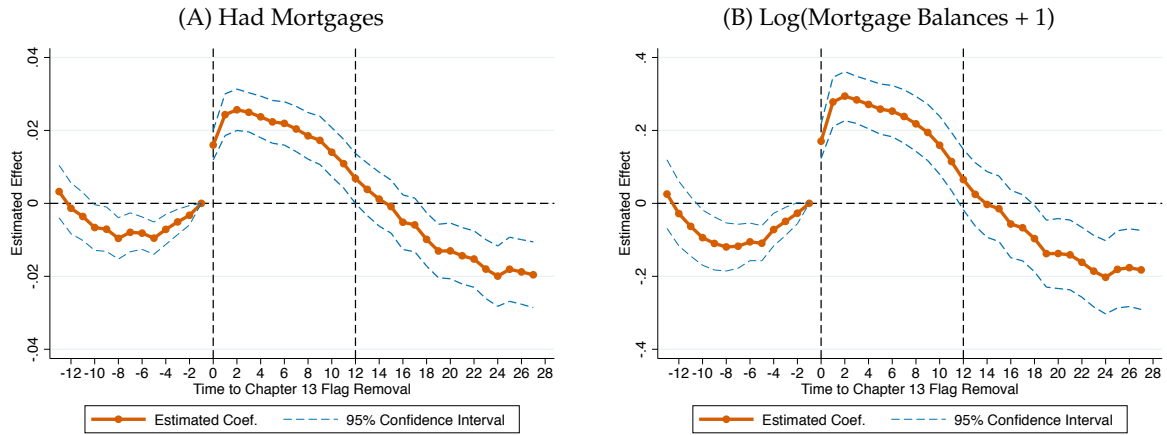 (A) Had Mortgages
Estimated Effect
.04
.02
0
-.02
-.04
-12 -10 -8 -6 -4 -2 0 2 4 6 8 10 12 14 16 18 20 22 24 26 28
Time to Chapter 13 Flag Removal
Estimated Coef. 95% Confidence Interval
(B) Log(Mortgage Balances + 1)
Estimated Effect
.4
.2
0
-.2
-.4
-12 -10 -8 -6 -4 -2 0 2 4 6 8 10 12 14 16 18 20 22 24 26 28
Time to Chapter 13 Flag Removal
Estimated Coef. 95% Confidence Interval